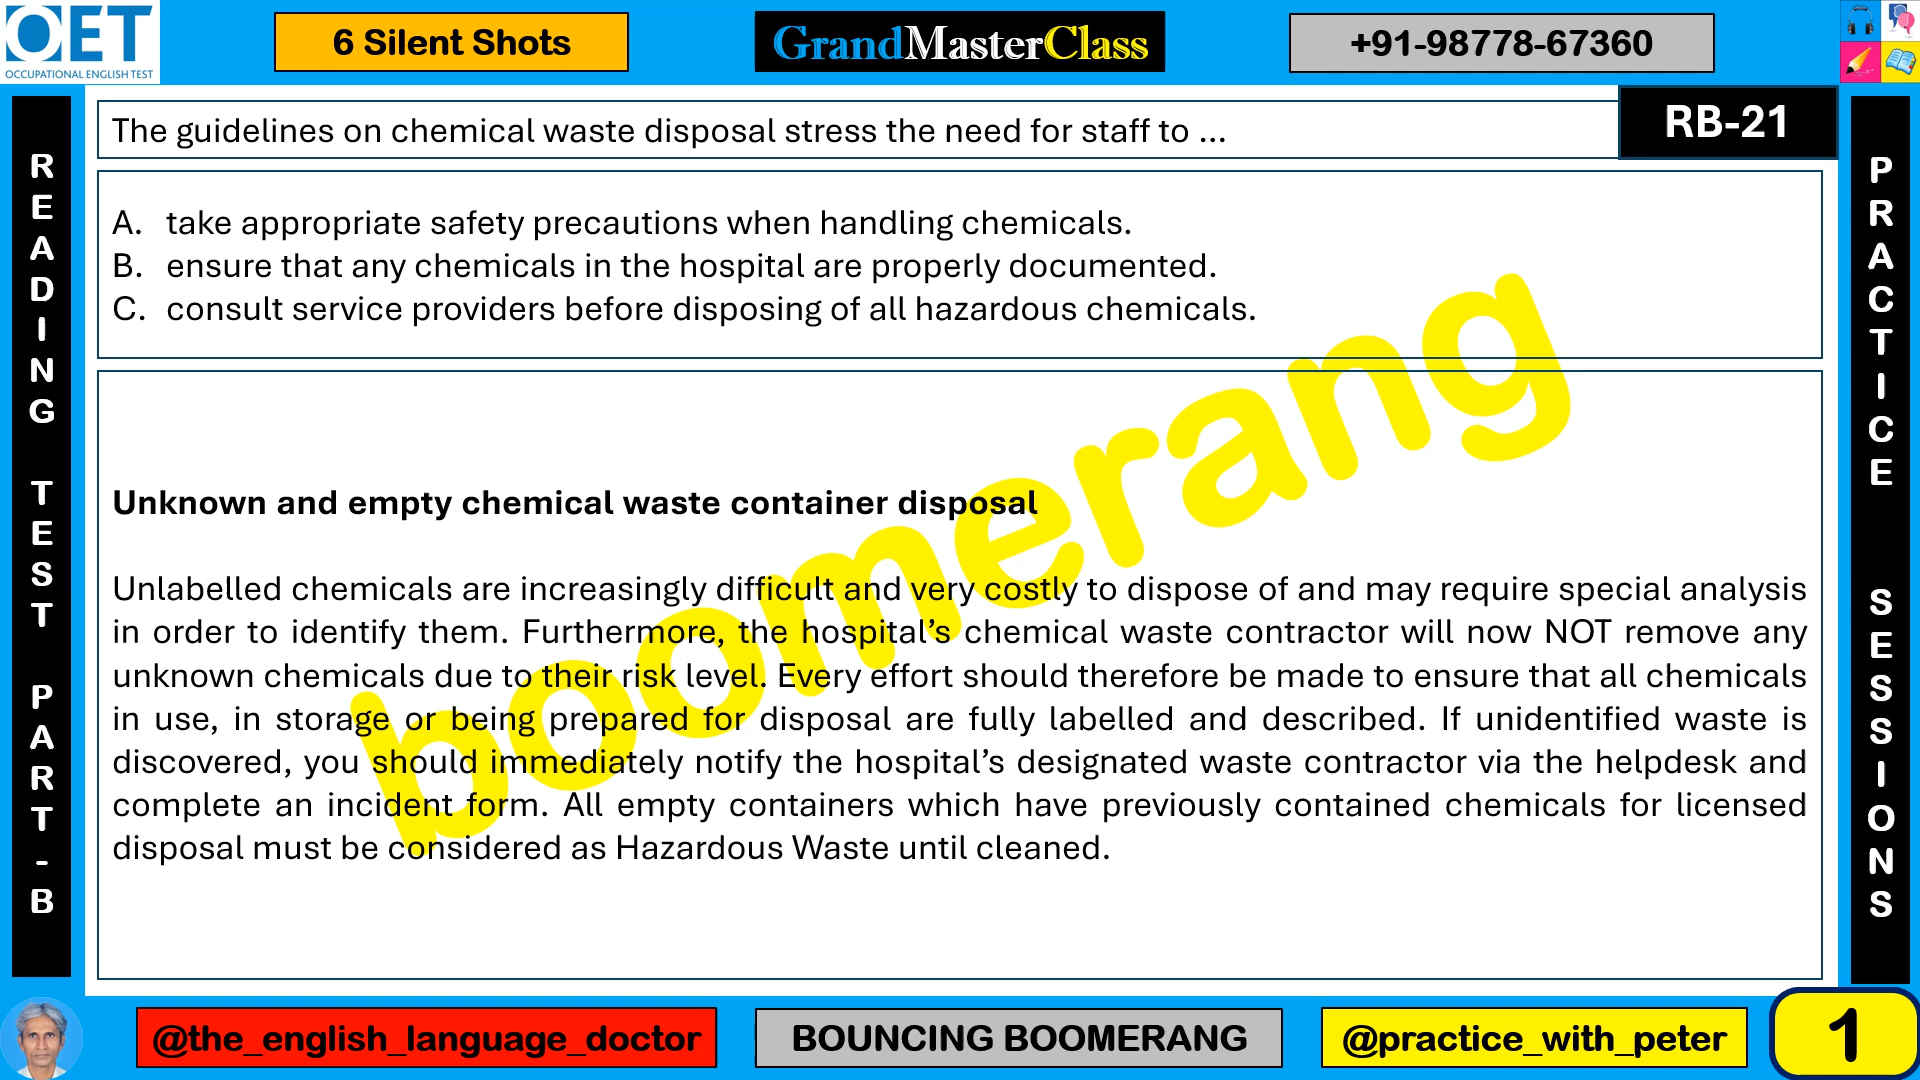 OET
OCCUPATIONAL ENGLISH TEST
6 Silent Shots
GrandMasterClass
+91-98778-67360
READING TEST PART-B
The guidelines on chemical waste disposal stress the need for staff to ...
RB-21
A. take appropriate safety precautions when handling chemicals.
B. ensure that any chemicals in the hospital are properly documented.
C. consult service providers before disposing of all hazardous chemicals.
boomerang
Unknown and empty chemical waste container disposal
Unlabelled chemicals are increasingly difficult and very costly to dispose of and may require special analysis
in order to identify them. Furthermore, the hospital’s chemical waste contractor will now NOT remove any
unknown chemicals due to their risk level. Every effort should therefore be made to ensure that all chemicals
in use, in storage or being prepared for disposal are fully labelled and described. If unidentified waste is
discovered, you should immediately notify the hospital’s designated waste contractor via the helpdesk and
complete an incident form. All empty containers which have previously contained chemicals for licensed
disposal must be considered as Hazardous Waste until cleaned.
PRACTICE SESSIONS
@the_english_language_doctor
BOUNCING BOOMERANG
@practice_with_peter
1